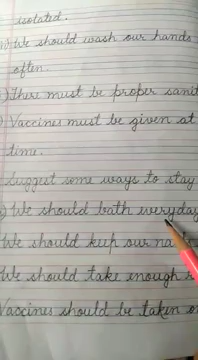 isolated.
We should wash our hands
often.
There must be proper
Vaccines must be given at
time.
Suggest some ways to stay
We should bath everyday
We should keep our
We should take enough
Vaccines should be taken